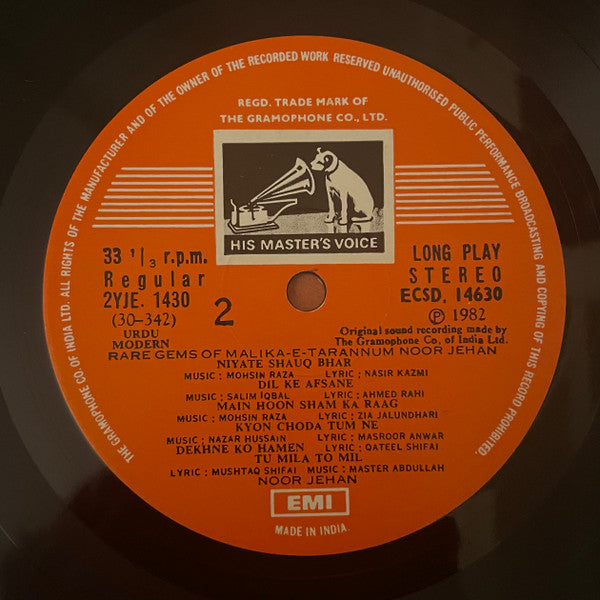 THE GRAMOPHONE CO. OF INDIA LTD. ALL RIGHTS OF THE MANUFACTURER AND OF THE OWNER OF THE RECORDED WORK RESERVED UNAUTHORISED PUBLIC PERFORMANCE BROADCASTING AND COPYING OF THIS RECORD PROHIBITED.
REGD. TRADE MARK OF
THE GRAMOPHONE CO., LTD.
HIS MASTER'S VOICE
33 1/3 r.p.m.
Regular
2YJE. 1430
(30-342)
URDU
MODERN
2
LONG PLAY
STEREO
ECSD. 14630
℗ 1982
Original sound recording made by
The Gramophone Co. of India Ltd.
RARE GEMS OF MALIKA-E-TARANNUM NOOR JEHAN
NIYATE SHAUQ BHAR
MUSIC : MOHSIN RAZA LYRIC : NASIR KAZMI
DIL KE AFSANE
MUSIC : SALIM IQBAL LYRIC : AHMED RAHI
MAIN HOON SHAM KA RAAG
MUSIC : MOHSIN RAZA LYRIC : ZIA JALUNDHARI
KYON CHODA TUM NE
MUSIC : NAZAR HUSSAIN LYRIC : MASROOR ANWAR
DEKHNE KO HAMEN LYRIC : QATEEL SHIFAI
TU MILA TO MIL
LYRIC : MUSHTAQ SHIFAI MUSIC : MASTER ABDULLAH
NOOR JEHAN
EMI
MADE IN INDIA.